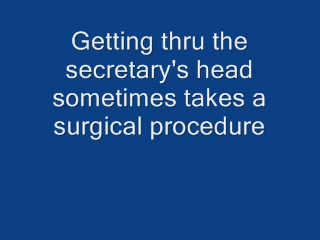 Getting thru the
secretary's head
sometimes takes a
surgical procedure